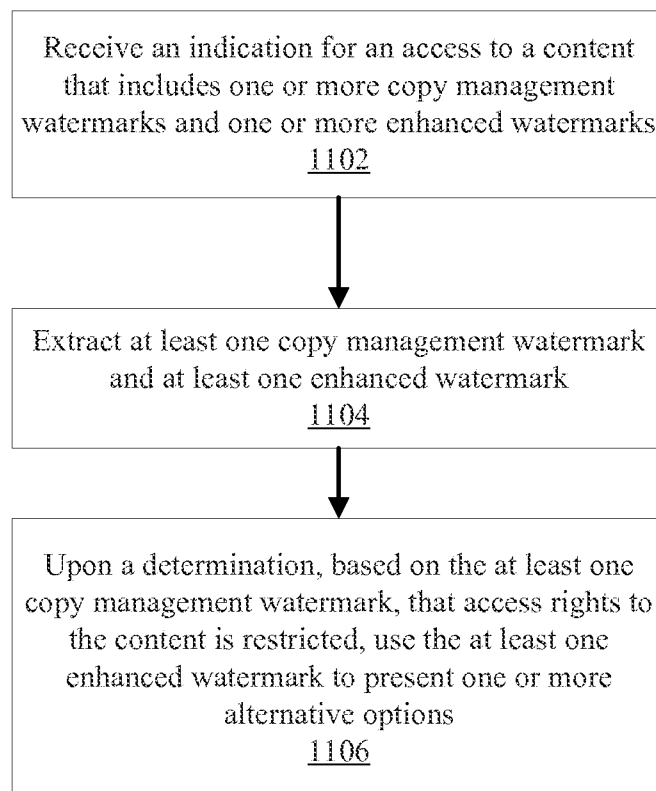 Receive an indication for an access to a content
that includes one or more copy management
watermarks and one or more enhanced watermarks
1102
Extract at least one copy management watermark
and at least one enhanced watermark
1104
Upon a determination, based on the at least one
copy management watermark, that access rights to
the content is restricted, use the at least one
enhanced watermark to present one or more
alternative options
1106